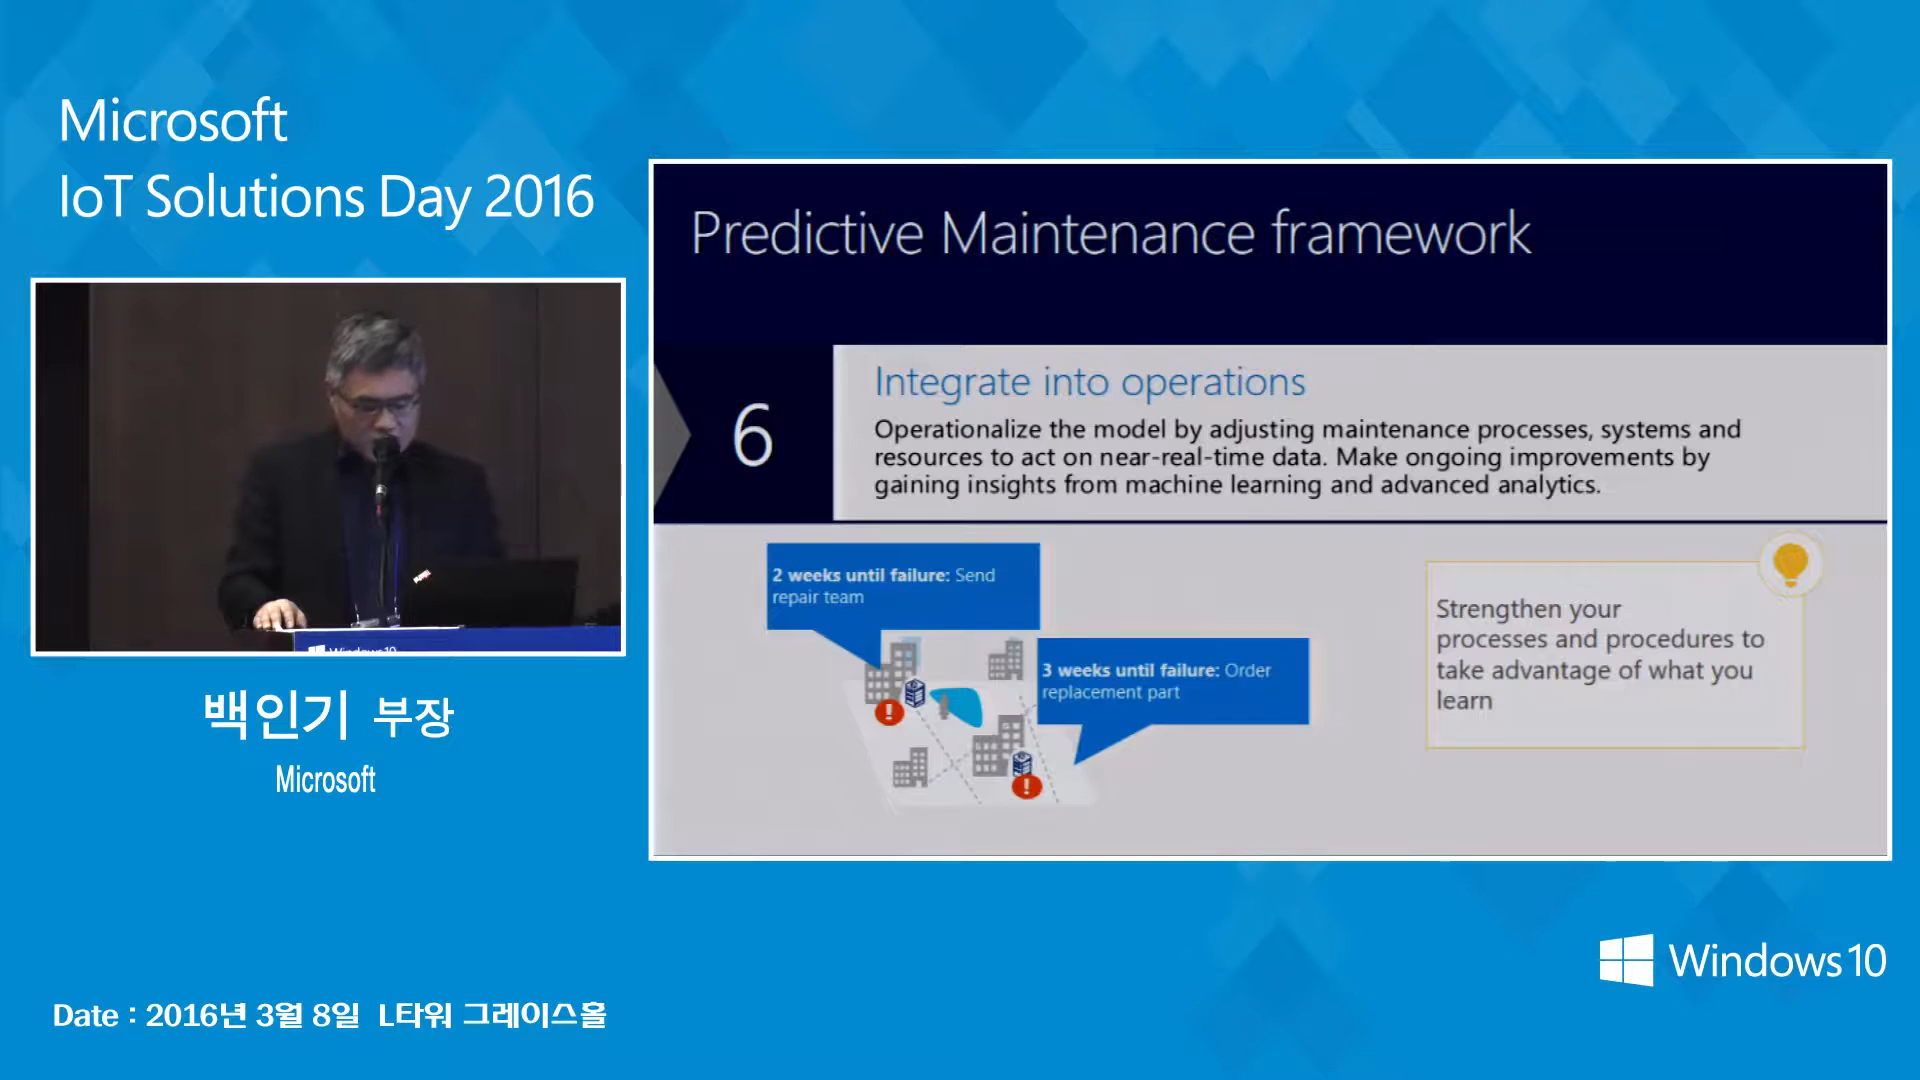 Microsoft
IoT Solutions Day 2016
Predictive Maintenance framework
6
Integrate into operations
Operationalize the model by adjusting maintenance processes, systems and
resources to act on near-real-time data. Make ongoing improvements by
gaining insights from machine learning and advanced analytics.
2 weeks until failure: Send
repair team
3 weeks until failure: Order
replacement part
Strengthen your
processes and procedures to
take advantage of what you
learn
Windows10
백인기 부장
Microsoft
Windows10
Date : 2016년 3월 8일 L타워 그레이스홀